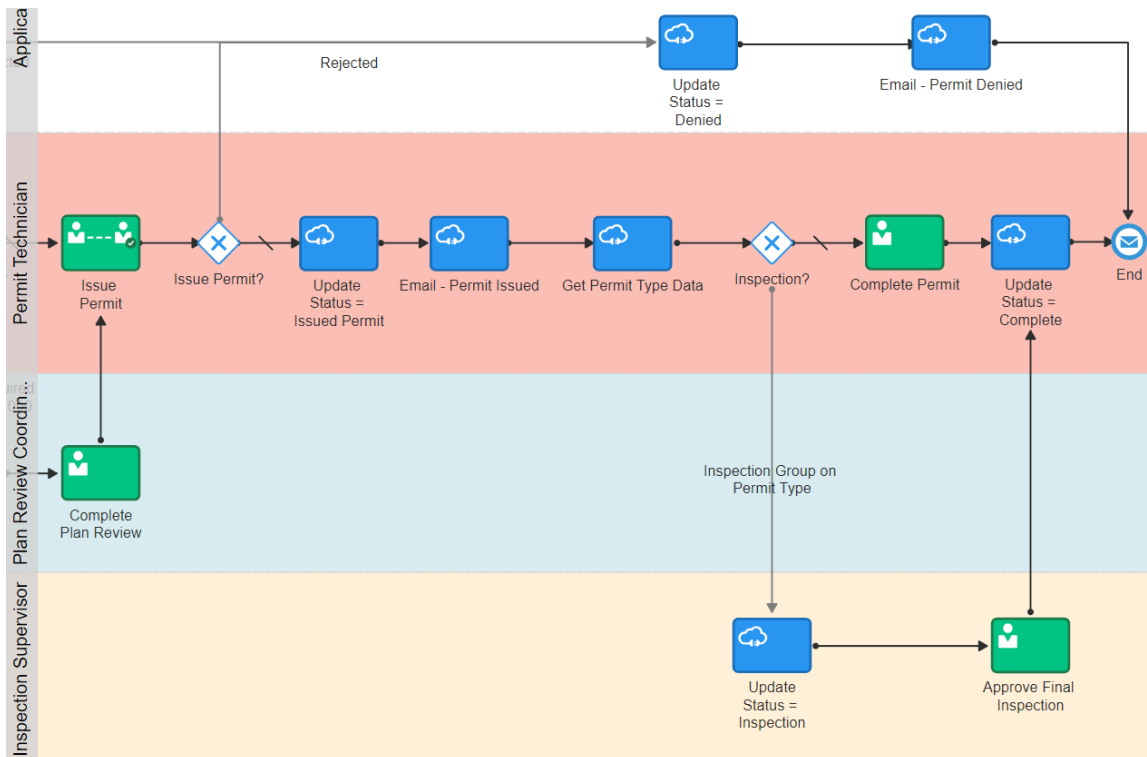 Applica
Rejected
Update
Status =
Denied
Email - Permit Denied
Permit Technician
Issue
Permit
Issue Permit?
Update
Status =
Issued Permit
Email - Permit Issued
Get Permit Type Data
Inspection?
Complete Permit
Update
Status =
Complete
End
Plan Review Coordin...
Complete
Plan Review
Inspection Group on
Permit Type
Inspection Supervisor
Update
Status =
Inspection
Approve Final
Inspection